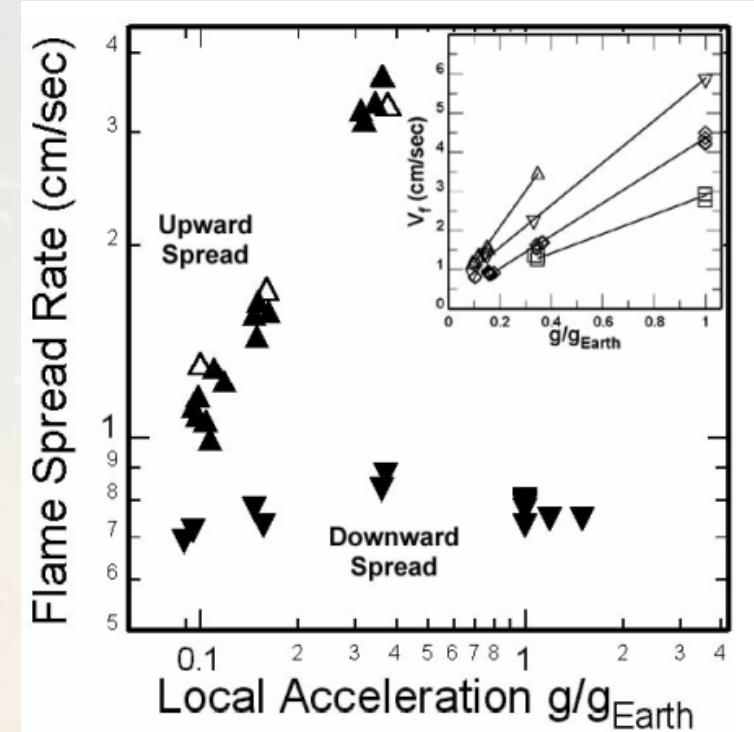 Flame Spread Rate (cm/sec)
4
3
2
1
9
8
7
6
5
Upward
Spread
Downward
Spread
0.1
2 3 4 5 6 7 8 1 2 3 4
Local Acceleration g/gEarth
Vf (cm/sec)
6
5
4
3
2
1
0
0 0.2 0.4 0.6 0.8 1
g/gEarth